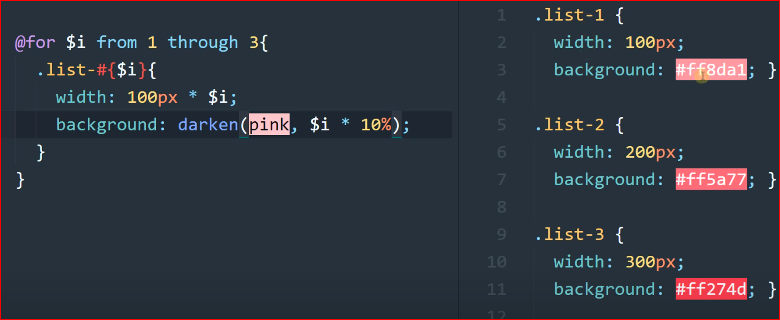 @for $i from 1 through 3{
.list-#{$i}{
width: 100px * $i;
background: darken(pink, $i * 10%);
}
}
1 .list-1 {
2 width: 100px;
3 background: #ff8da1; }
4
5 .list-2 {
6 width: 200px;
7 background: #ff5a77; }
8
9 .list-3 {
10 width: 300px;
11 background: #ff274d; }
12